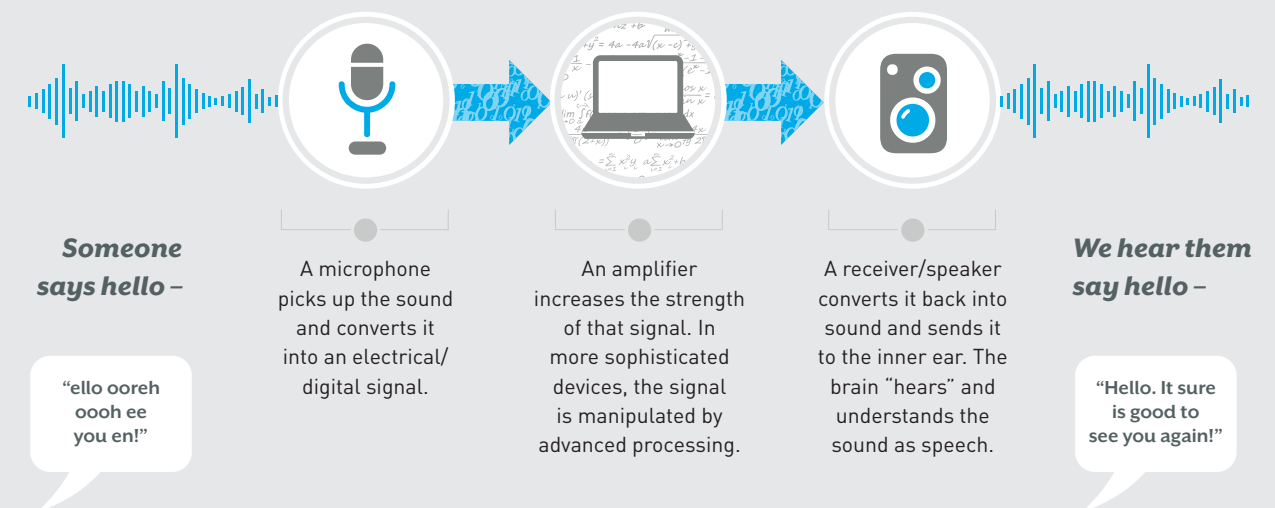 Someone
says hello –
“ello ooreh
oooh ee
you en!”
A microphone
picks up the sound
and converts it
into an electrical/
digital signal.
An amplifier
increases the strength
of that signal. In
more sophisticated
devices, the signal
is manipulated by
advanced processing.
A receiver/speaker
converts it back into
sound and sends it
to the inner ear. The
brain “hears” and
understands the
sound as speech.
We hear them
say hello –
“Hello. It sure
is good to
see you again!”